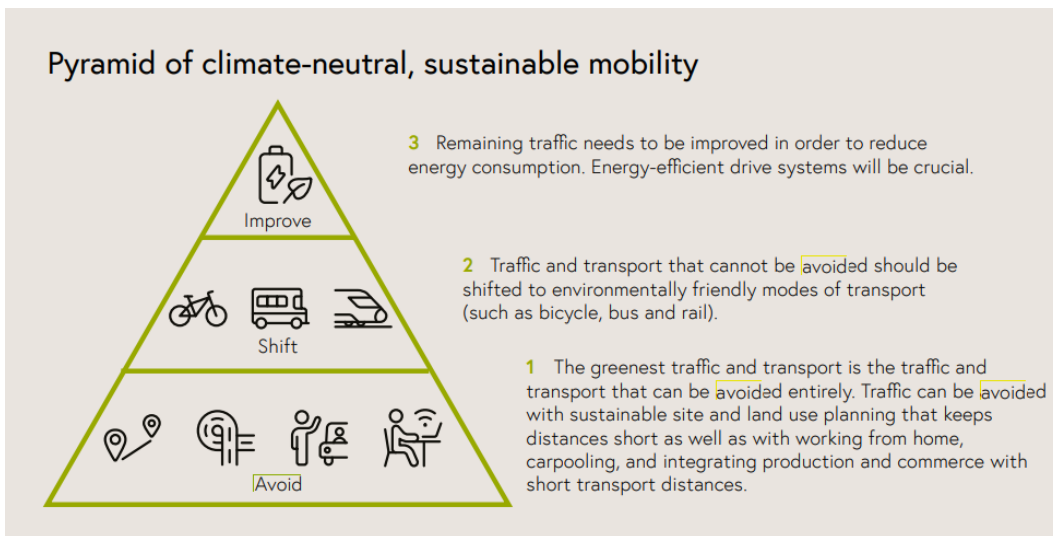 Pyramid of climate-neutral, sustainable mobility
3 Remaining traffic needs to be improved in order to reduce
energy consumption. Energy-efficient drive systems will be crucial.
Improve
2 Traffic and transport that cannot be avoided should be
shifted to environmentally friendly modes of transport
(such as bicycle, bus and rail).
Shift
1 The greenest traffic and transport is the traffic and
transport that can be avoided entirely. Traffic can be avoided
with sustainable site and land use planning that keeps
distances short as well as with working from home,
carpooling, and integrating production and commerce with
short transport distances.
Avoid